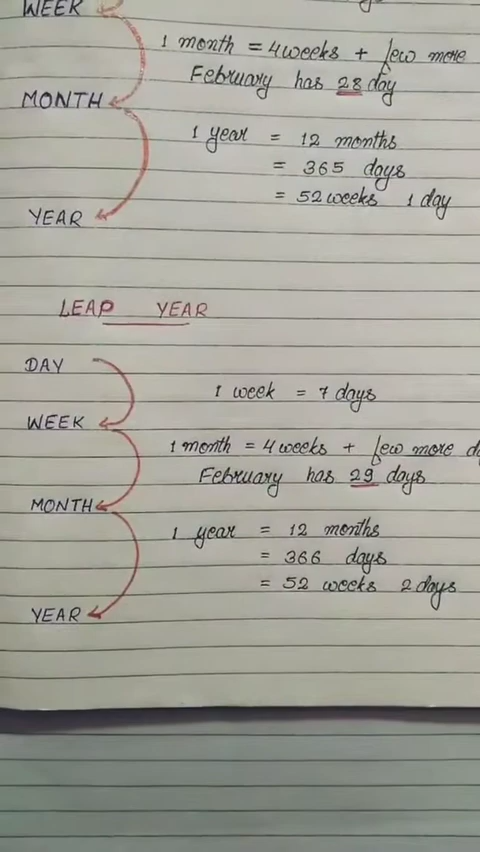 WEEK
1 month = 4 weeks + few more
February has 28 day
MONTH
1 year = 12 months
= 365 days
= 52 weeks 1 day
YEAR
LEAP YEAR
DAY
1 week = 7 days
WEEK
1 month = 4 weeks + few more
February has 29 days
MONTH
1 year = 12 months
= 366 days
= 52 weeks 2 days
YEAR